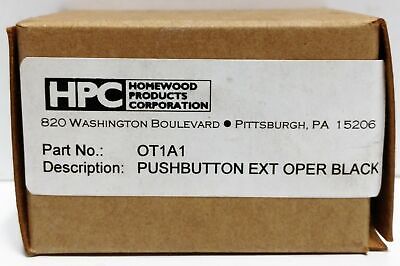 HPC HOMEWOOD
PRODUCTS
CORPORATION
820 WASHINGTON BOULEVARD ● PITTSBURGH, PA 15206
Part No.: OT1A1
Description: PUSHBUTTON EXT OPER BLACK